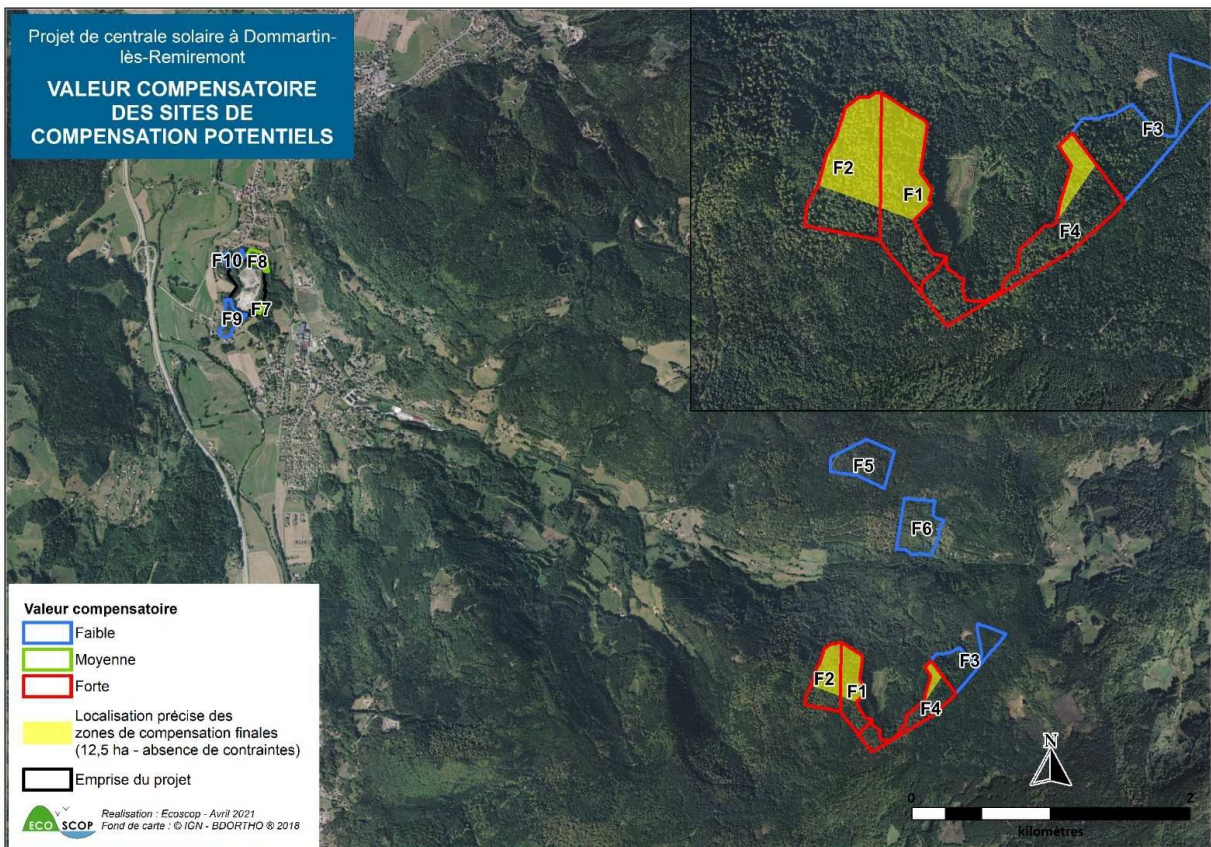 Projet de centrale solaire à Dommartin-
lès-Remiremont
VALEUR COMPENSATOIRE
DES SITES DE
COMPENSATION POTENTIELS
F2
F1
F3
F4
F10
F8
F7
F9
F5
F6
F3
F2
F1
F4
Valeur compensatoire
Faible
Moyenne
Forte
Localisation précise des
zones de compensation finales
(12,5 ha - absence de contraintes)
Emprise du projet
ECO SCOP
Realisation : Ecoscop - Avril 2021
Fond de carte : © IGN - BDORTHO ® 2018
N
0 2
kilomètres